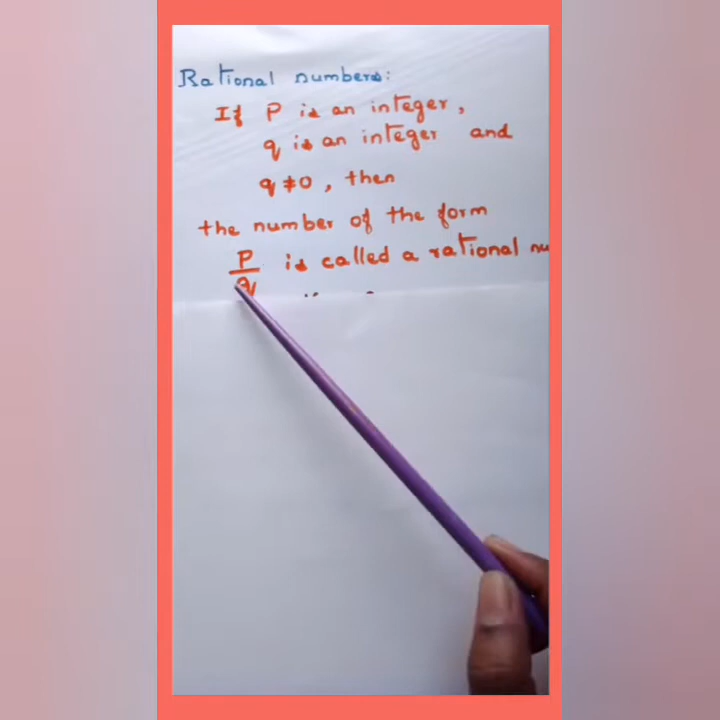 Rational numbers:
If P is an integer,
q is an integer and
q ≠ 0, then
the number of the form
P/q is called a rational